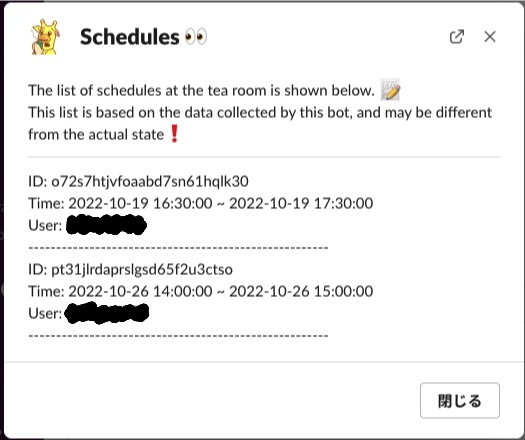 Schedules 👀
The list of schedules at the tea room is shown below. 📝
This list is based on the data collected by this bot, and may be different
from the actual state ❗
ID: o72s7htjvfoaabd7sn61hqlk30
Time: 2022-10-19 16:30:00 ~ 2022-10-19 17:30:00
User:
------------------------------------------------------
ID: pt31jlrdaprslgsd65f2u3ctso
Time: 2022-10-26 14:00:00 ~ 2022-10-26 15:00:00
User:
------------------------------------------------------
閉じる